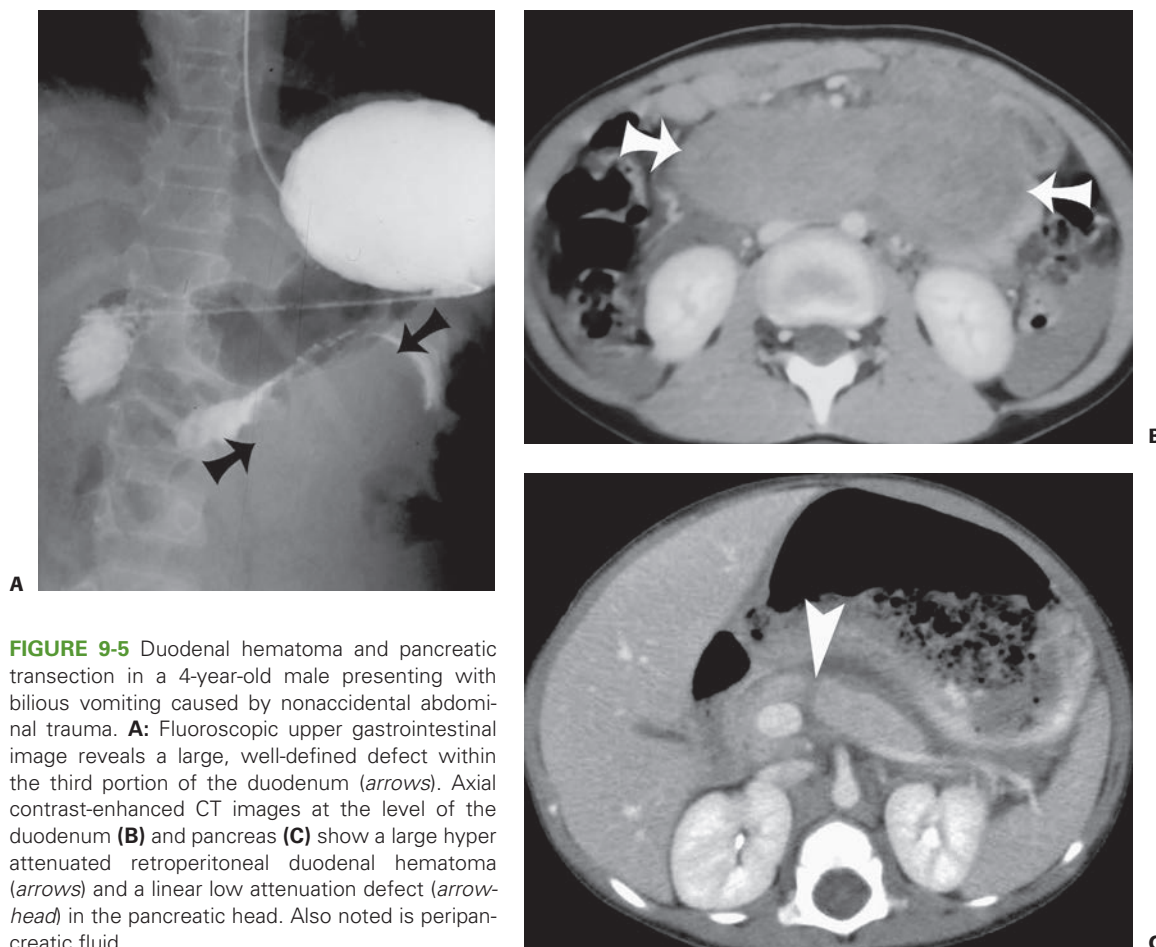 A
B
C
FIGURE 9-5 Duodenal hematoma and pancreatic
transection in a 4-year-old male presenting with
bilious vomiting caused by nonaccidental abdomi-
nal trauma. A: Fluoroscopic upper gastrointestinal
image reveals a large, well-defined defect within
the third portion of the duodenum (arrows). Axial
contrast-enhanced CT images at the level of the
duodenum (B) and pancreas (C) show a large hyper
attenuated retroperitoneal duodenal hematoma
(arrows) and a linear low attenuation defect (arrow-
head) in the pancreatic head. Also noted is peripan-
creatic fluid.